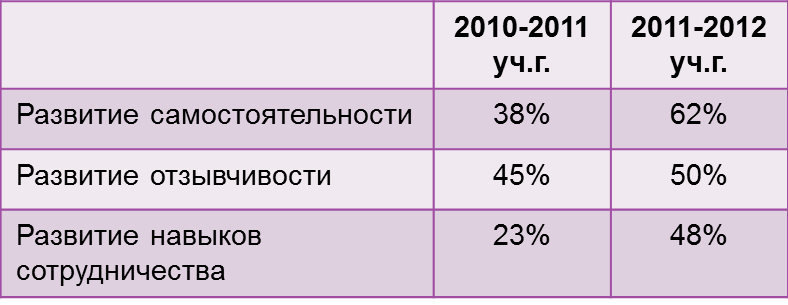 2010-2011 2011-2012
уч.г. уч.г.
Развитие самостоятельности 38% 62%
Развитие отзывчивости 45% 50%
Развитие навыков 23% 48%
сотрудничества